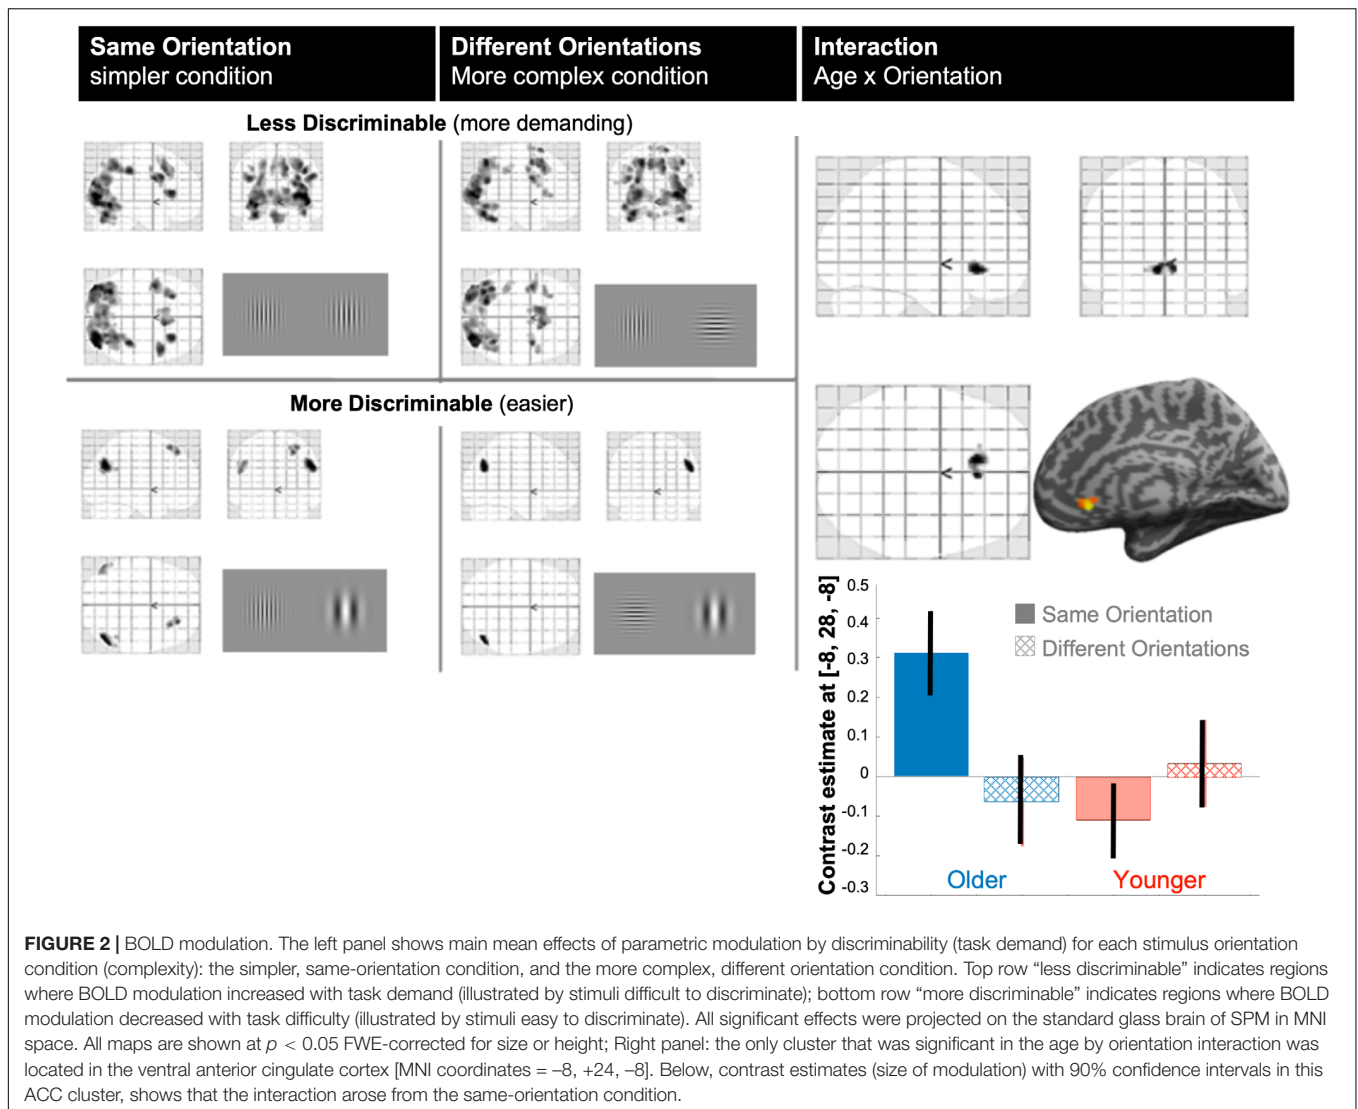 Same Orientation
simpler condition
Different Orientations
More complex condition
Interaction
Age x Orientation
Less Discriminable (more demanding)
<
<
<
<
<
<
<
More Discriminable (easier)
<
<
<
<
<
<
Contrast estimate at [-8, 28, -8]
0.5
0.4
0.3
0.2
0.1
0
-0.1
-0.2
-0.3
Same Orientation
Different Orientations
Older
Younger
FIGURE 2 | BOLD modulation. The left panel shows main mean effects of parametric modulation by discriminability (task demand) for each stimulus orientation
condition (complexity): the simpler, same-orientation condition, and the more complex, different orientation condition. Top row “less discriminable” indicates regions
where BOLD modulation increased with task demand (illustrated by stimuli difficult to discriminate); bottom row “more discriminable” indicates regions where BOLD
modulation decreased with task difficulty (illustrated by stimuli easy to discriminate). All significant effects were projected on the standard glass brain of SPM in MNI
space. All maps are shown at p < 0.05 FWE-corrected for size or height; Right panel: the only cluster that was significant in the age by orientation interaction was
located in the ventral anterior cingulate cortex [MNI coordinates = –8, +24, –8]. Below, contrast estimates (size of modulation) with 90% confidence intervals in this
ACC cluster, shows that the interaction arose from the same-orientation condition.